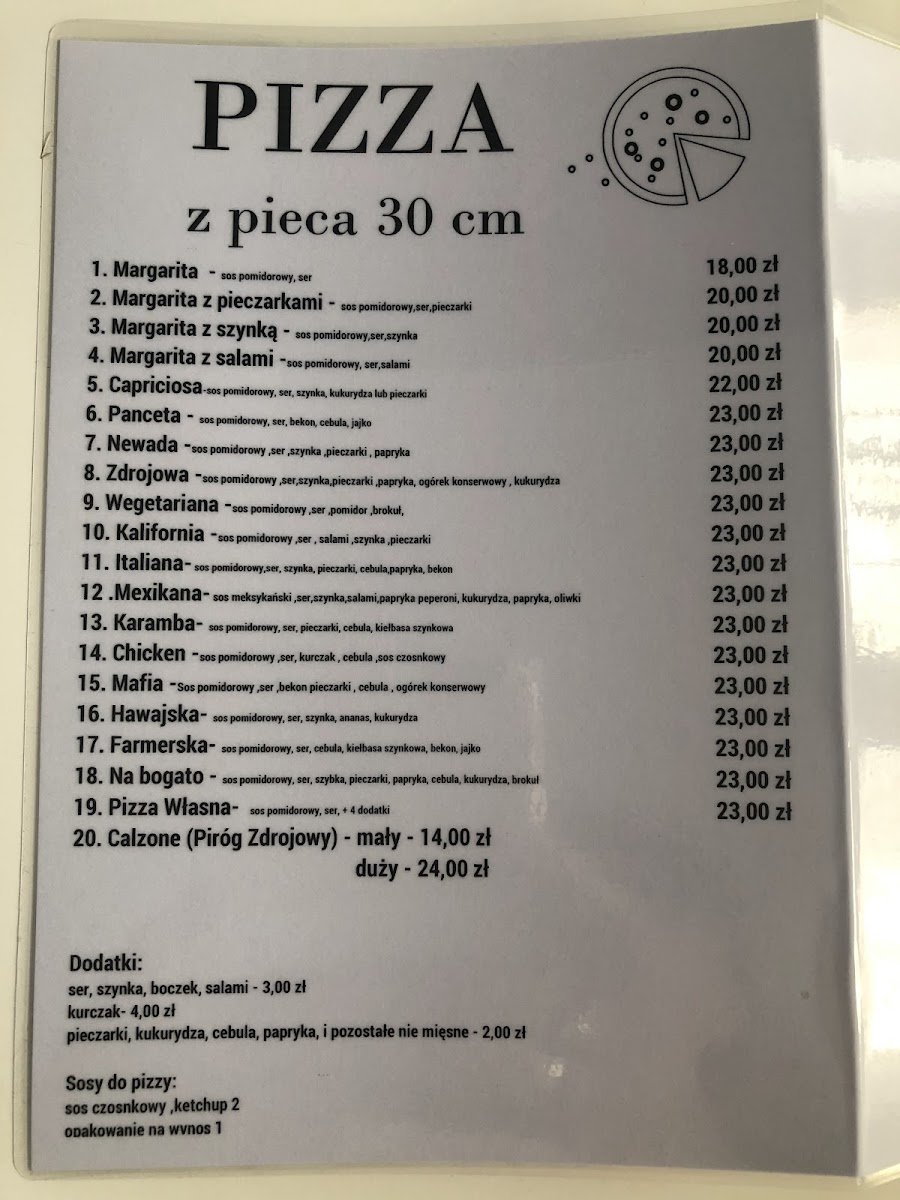 PIZZA
z pieca 30 cm
1. Margarita - sos pomidorowy, ser 18,00 zł
2. Margarita z pieczarkami - sos pomidorowy,ser,pieczarki 20,00 zł
3. Margarita z szynką - sos pomidorowy,ser,szynka 20,00 zł
4. Margarita z salami -sos pomidorowy, ser,salami 20,00 zł
5. Capriciosa-sos pomidorowy, ser, szynka, kukurydza lub pieczarki 22,00 zł
6. Panceta - sos pomidorowy, ser, bekon, cebula, jajko 23,00 zł
7. Newada -sos pomidorowy ,ser ,szynka ,pieczarki , papryka 23,00 zł
8. Zdrojowa -sos pomidorowy ,ser,szynka,pieczarki ,papryka, ogórek konserwowy , kukurydza 23,00 zł
9. Wegetariana -sos pomidorowy ,ser ,pomidor ,brokuł, 23,00 zł
10. Kalifornia -sos pomidorowy ,ser , salami ,szynka ,pieczarki 23,00 zł
11. Italiana- sos pomidorowy,ser, szynka, pieczarki, cebula,papryka, bekon 23,00 zł
12 .Mexikana- sos meksykański ,ser,szynka,salami,papryka peperoni, kukurydza, papryka, oliwki 23,00 zł
13. Karamba- sos pomidorowy, ser, pieczarki, cebula, kiełbasa szynkowa 23,00 zł
14. Chicken -sos pomidorowy ,ser, kurczak , cebula ,sos czosnkowy 23,00 zł
15. Mafia -Sos pomidorowy ,ser ,bekon pieczarki , cebula , ogórek konserwowy 23,00 zł
16. Hawajska- sos pomidorowy, ser, szynka, ananas, kukurydza 23,00 zł
17. Farmerska- sos pomidorowy, ser, cebula, kiełbasa szynkowa, bekon, jajko 23,00 zł
18. Na bogato - sos pomidorowy, ser, szybka, pieczarki, papryka, cebula, kukurydza, brokuł 23,00 zł
19. Pizza Własna- sos pomidorowy, ser, + 4 dodatki 23,00 zł
20. Calzone (Piróg Zdrojowy) - mały - 14,00 zł
duży - 24,00 zł
Dodatki:
ser, szynka, boczek, salami - 3,00 zł
kurczak- 4,00 zł
pieczarki, kukurydza, cebula, papryka, i pozostałe nie mięsne - 2,00 zł
Sosy do pizzy:
sos czosnkowy ,ketchup 2
opakowanie na wynos 1